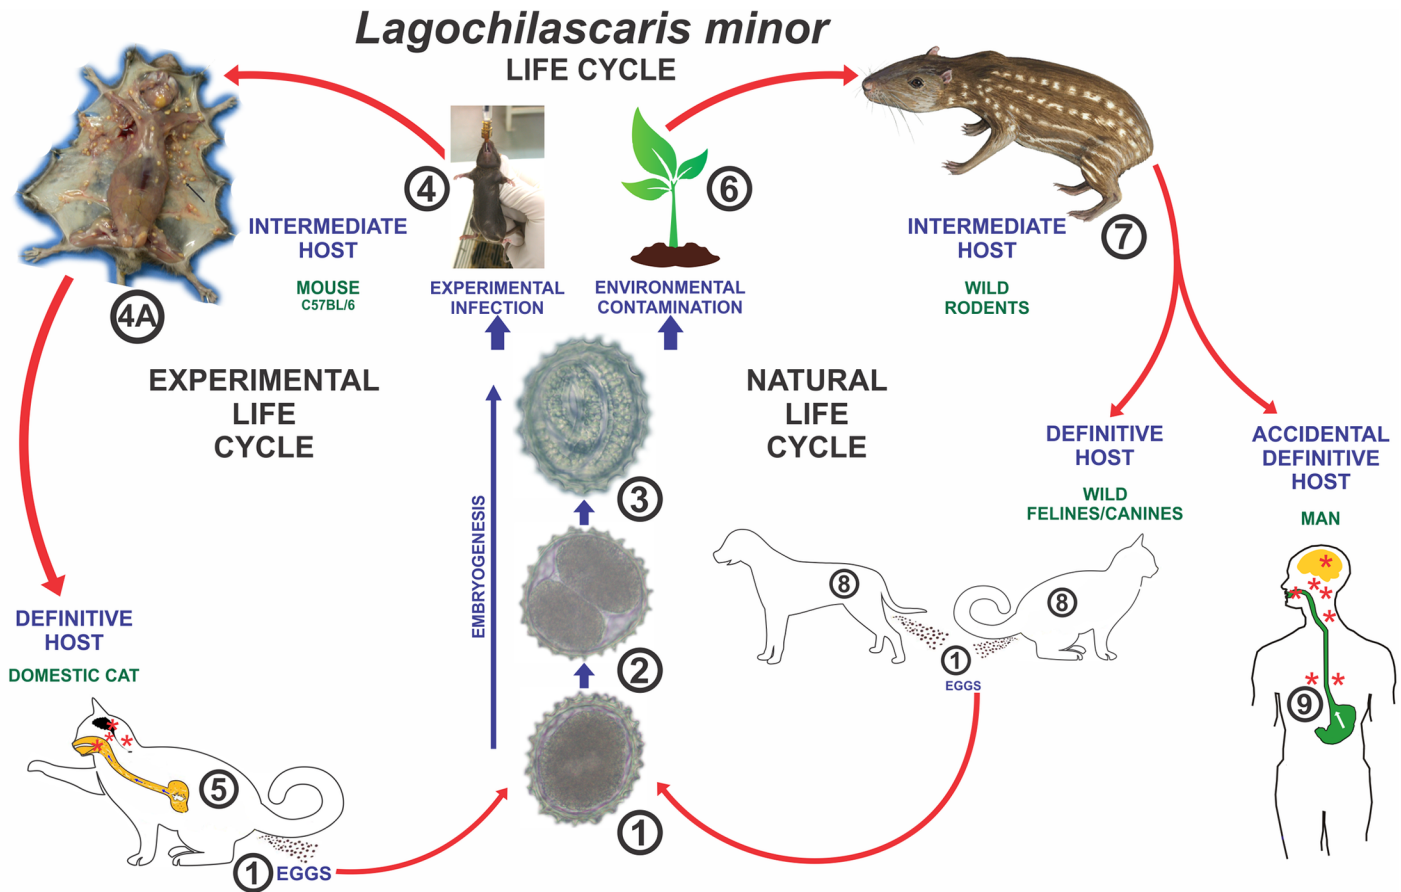 Lagochilascaris minor
LIFE CYCLE
4
6
7
4A
INTERMEDIATE
HOST
MOUSE
C57BL/6
EXPERIMENTAL
INFECTION
ENVIRONMENTAL
CONTAMINATION
INTERMEDIATE
HOST
WILD
RODENTS
EXPERIMENTAL
LIFE
CYCLE
NATURAL
LIFE
CYCLE
EMBRYOGENESIS
3
2
1
DEFINITIVE
HOST
WILD
FELINES/CANINES
ACCIDENTAL
DEFINITIVE
HOST
MAN
8
8
1
EGGS
9
DEFINITIVE
HOST
DOMESTIC CAT
5
1 EGGS